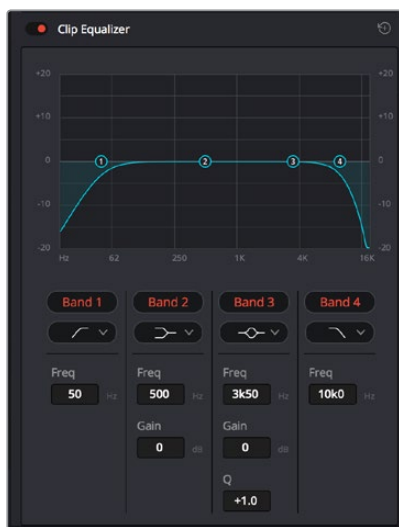 Clip Equalizer
+20 +20
+10 +10
0 1 2 3 4 0
-10 -10
-20 -20
Hz 62 250 1K 4K 16K
Band 1 Band 2 Band 3 Band 4
Freq Freq Freq Freq
50 Hz 500 Hz 3k50 Hz 10k0 Hz
Gain Gain
0 dB 0 dB
Q
+1.0